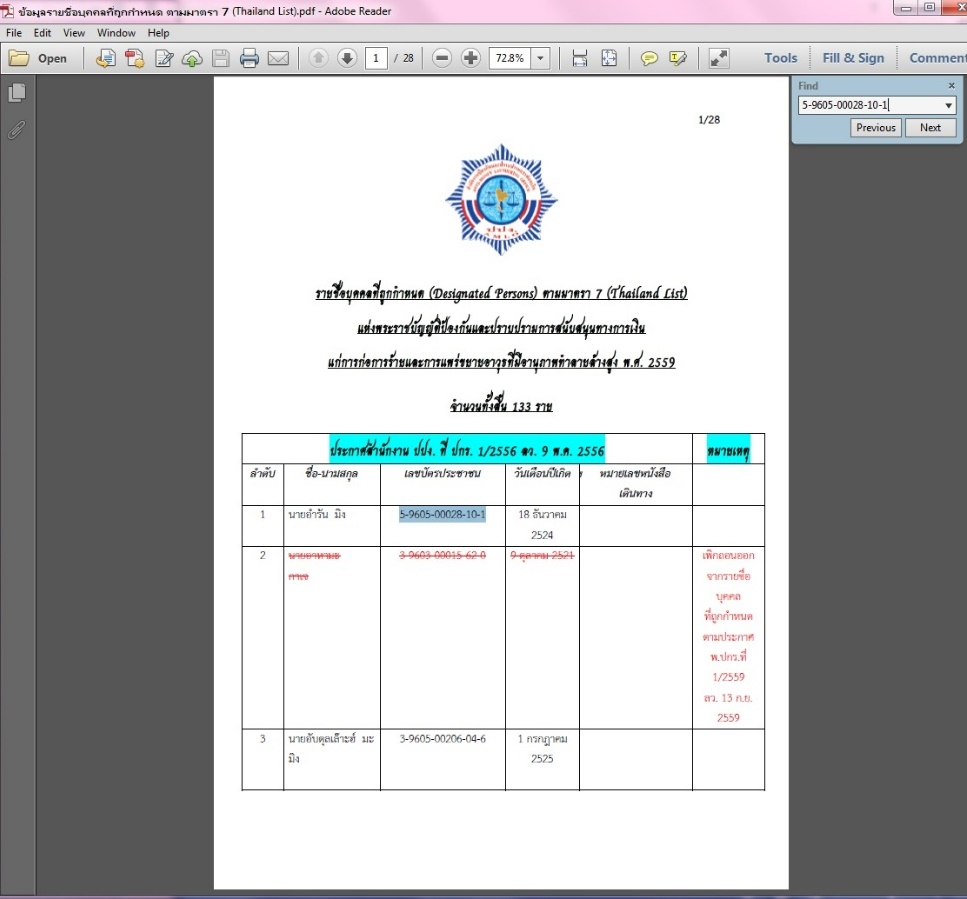 ข้อมูลรายชื่อบุคคลที่ถูกกำหนด ตามมาตรา 7 (Thailand List).pdf - Adobe Reader
File Edit View Window Help
Open 1 / 28 72.8% Tools Fill & Sign Comment
Find
5-9605-00028-10-1
Previous Next
1/28
ปปง.
รายชื่อบุคคลที่ถูกกำหนด (Designated Persons) ตามมาตรา 7 (Thailand List)
แห่งพระราชบัญญัติป้องกันและปราบปรามการสนับสนุนทางการเงิน
แก่การก่อการร้ายและการแพร่ขยายอาวุธที่มีอานุภาพทำลายล้างสูง พ.ศ. 2559
จำนวนทั้งสิ้น 133 ราย
ประกาศสำนักงาน ปปง. ที่ ปกร. 1/2556 ลว. 9 พ.ค. 2556 หมายเหตุ
ลำดับ ชื่อ-นามสกุล เลขบัตรประชาชน วันเดือนปีเกิด หมายเลขหนังสือ
เดินทาง
1 นายอำรัน มิง 5-9605-00028-10-1 18 ธันวาคม
2524
2 นายอาหามะ 3-9603-00015-62-0 9 ตุลาคม 2521 เพิกถอนออก
จากรายชื่อ
บุคคล
ที่ถูกกำหนด
ตามประกาศ
พ.ปกร.ที่
1/2559
ลว. 13 ก.ย.
2559
3 นายอับดุลเล๊าะฮ์ มะ 3-9605-00206-04-6 1 กรกฎาคม
มิง 2525